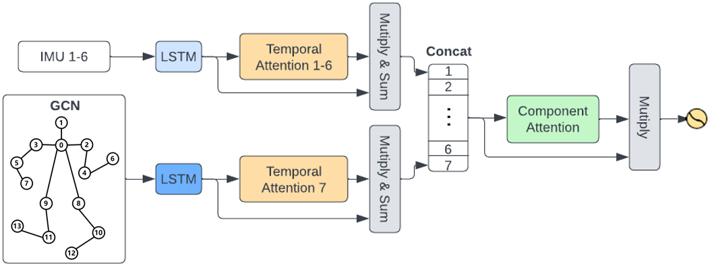 IMU 1-6
LSTM
Temporal
Attention 1-6
Mutiply & Sum
Concat
1
2
6
7
Component
Attention
Mutiply
GCN
1
3
0
2
5
6
4
7
9
8
13
11
10
12
LSTM
Temporal
Attention 7
Mutiply & Sum